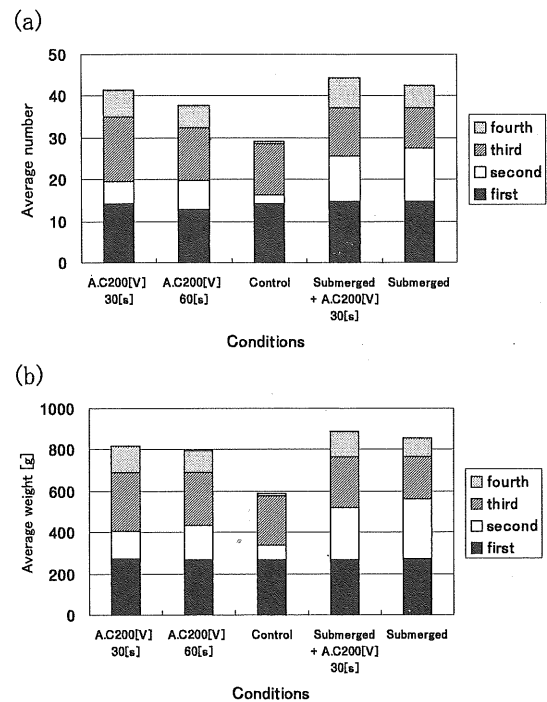 (a)
50
40
30
20
10
0
Average number
A.C200[V]
30[s]
A.C200[V]
60[s]
Control
Submerged
+ A.C200[V]
30[s]
Submerged
Conditions
fourth
third
second
first
(b)
1000
800
600
400
200
0
Average weight [g]
A.C200[V]
30[s]
A.C200[V]
60[s]
Control
Submerged
+ A.C200[V]
30[s]
Submerged
Conditions
fourth
third
second
first